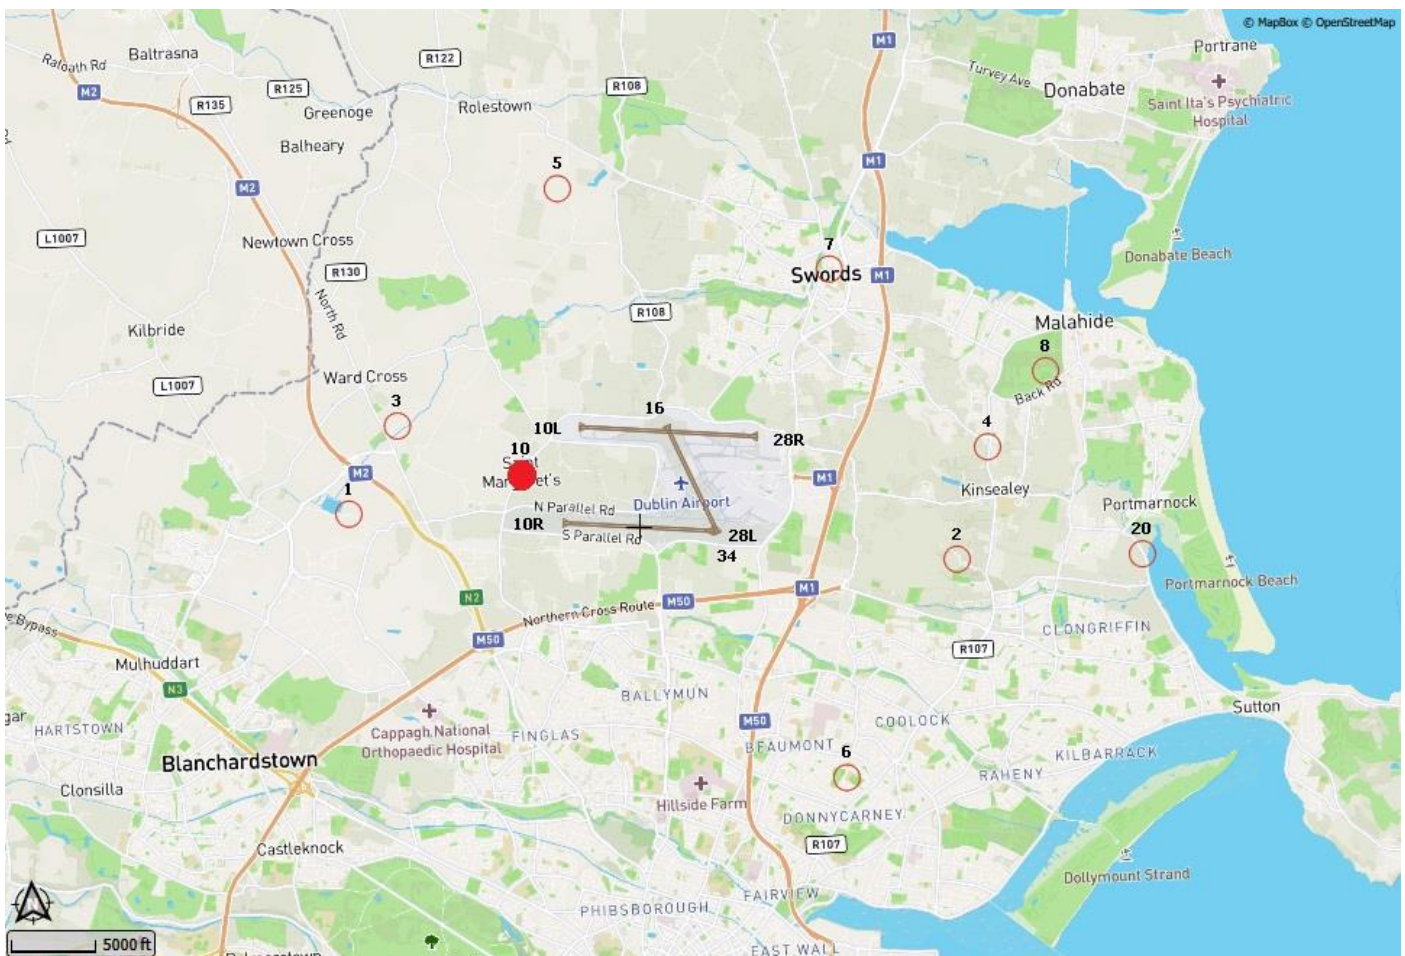 © MapBox © OpenStreetMap
M1
Portrane
Baltrasna
R122
Rafoath Rd
Turvey Ave
Donabate
M2
R125
R108
R135
Greenoge
Rolestown
Saint Ita's Psychiatric
Hospital
Balheary
5
M1
M2
L1007
Newtown Cross
7
Donabate Beach
R130
Swords
M1
North Rd
R108
Kilbride
Malahide
8
Ward Cross
L1007
Back Rd
3
16
10L
28R
4
10
Saint
Margaret's
M2
M1
Kinsealey
1
N Parallel Rd
Dublin Airport
Portmarnock
10R
S Parallel Rd
28L
34
2
20
Portmarnock Beach
M1
N2
Northern Cross Route
M50
e Bypass
CLONGRIFFIN
M50
R107
Mulhuddart
N3
BALLYMUN
gar
HARTSTOWN
Cappagh National
Orthopaedic Hospital
FINGLAS
M50
COOLOCK
Sutton
BEAUMONT
6
KILBARRACK
Blanchardstown
RAHENY
Clonsilla
Hillside Farm
DONNYCARNEY
Castleknock
R107
Dollymount Strand
FAIRVIEW
PHIBSBOROUGH
5000 ft
EAST WALL